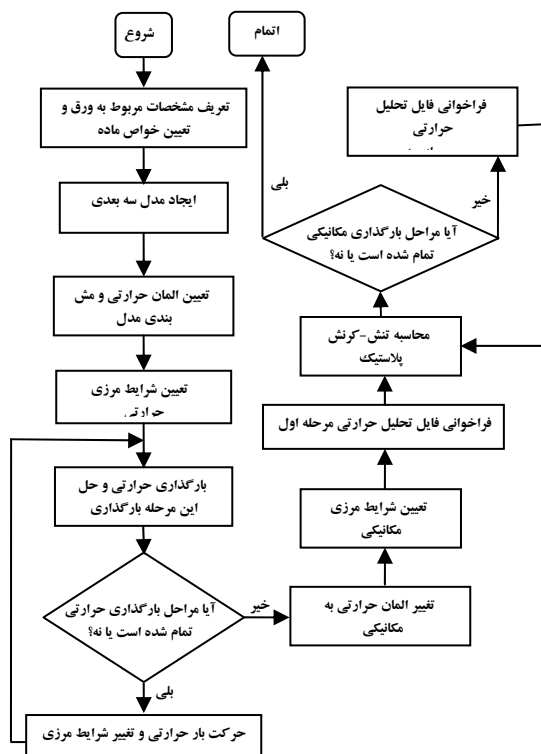 شروع
تعریف مشخصات مربوط به ورق و
تعیین خواص ماده
ایجاد مدل سه بعدی
تعیین المان حرارتی و مش
بندی مدل
تعیین شرایط مرزی
حرارتی
بارگذاری حرارتی و حل
این مرحله بارگذاری
آیا مراحل بارگذاری حرارتی
تمام شده است یا نه؟
بلی
حرکت بار حرارتی و تغییر شرایط مرزی
خیر
تغییر المان حرارتی به
مکانیکی
تعیین شرایط مرزی
مکانیکی
فراخوانی فایل تحلیل حرارتی مرحله اول
محاسبه تنش-کرنش
پلاستیک
آیا مراحل بارگذاری مکانیکی
تمام شده است یا نه؟
خیر
فراخوانی فایل تحلیل
حرارتی
بلی
اتمام